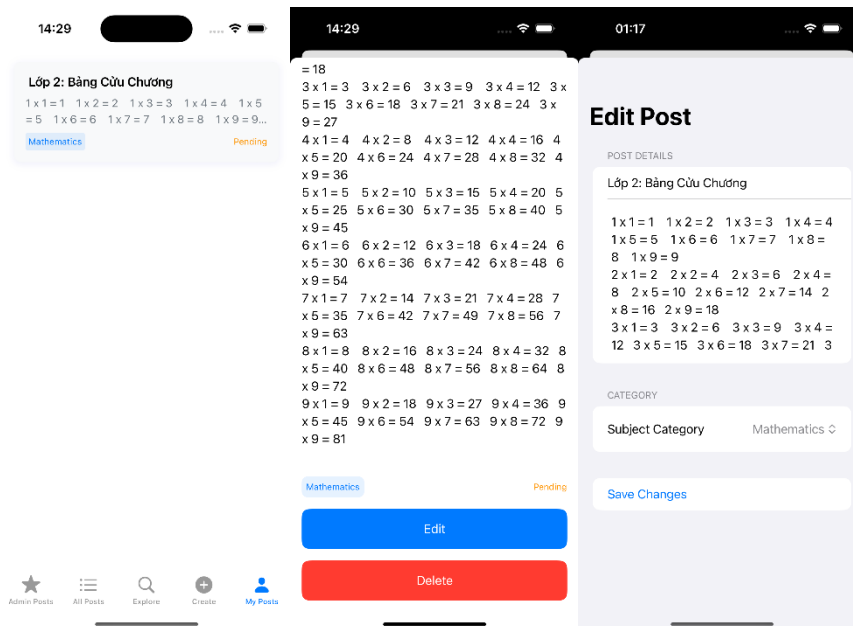 14:29
Lớp 2: Bảng Cửu Chương
1 x 1 = 1 1 x 2 = 2 1 x 3 = 3 1 x 4 = 4 1 x 5
= 5 1 x 6 = 6 1 x 7 = 7 1 x 8 = 8 1 x 9 = 9...
Mathematics Pending
Admin Posts All Posts Explore Create My Posts
14:29
= 18
3 x 1 = 3 3 x 2 = 6 3 x 3 = 9 3 x 4 = 12 3 x
5 = 15 3 x 6 = 18 3 x 7 = 21 3 x 8 = 24 3 x
9 = 27
4 x 1 = 4 4 x 2 = 8 4 x 3 = 12 4 x 4 = 16 4
x 5 = 20 4 x 6 = 24 4 x 7 = 28 4 x 8 = 32 4
x 9 = 36
5 x 1 = 5 5 x 2 = 10 5 x 3 = 15 5 x 4 = 20 5
x 5 = 25 5 x 6 = 30 5 x 7 = 35 5 x 8 = 40 5
x 9 = 45
6 x 1 = 6 6 x 2 = 12 6 x 3 = 18 6 x 4 = 24 6
x 5 = 30 6 x 6 = 36 6 x 7 = 42 6 x 8 = 48 6
x 9 = 54
7 x 1 = 7 7 x 2 = 14 7 x 3 = 21 7 x 4 = 28 7
x 5 = 35 7 x 6 = 42 7 x 7 = 49 7 x 8 = 56 7
x 9 = 63
8 x 1 = 8 8 x 2 = 16 8 x 3 = 24 8 x 4 = 32 8
x 5 = 40 8 x 6 = 48 8 x 7 = 56 8 x 8 = 64 8
x 9 = 72
9 x 1 = 9 9 x 2 = 18 9 x 3 = 27 9 x 4 = 36 9
x 5 = 45 9 x 6 = 54 9 x 7 = 63 9 x 8 = 72 9
x 9 = 81
Mathematics Pending
Edit
Delete
01:17
Edit Post
POST DETAILS
Lớp 2: Bảng Cửu Chương
1 x 1 = 1 1 x 2 = 2 1 x 3 = 3 1 x 4 = 4
1 x 5 = 5 1 x 6 = 6 1 x 7 = 7 1 x 8 =
8 1 x 9 = 9
2 x 1 = 2 2 x 2 = 4 2 x 3 = 6 2 x 4 =
8 2 x 5 = 10 2 x 6 = 12 2 x 7 = 14 2
x 8 = 16 2 x 9 = 18
3 x 1 = 3 3 x 2 = 6 3 x 3 = 9 3 x 4 =
12 3 x 5 = 15 3 x 6 = 18 3 x 7 = 21 3
CATEGORY
Subject Category Mathematics
Save Changes